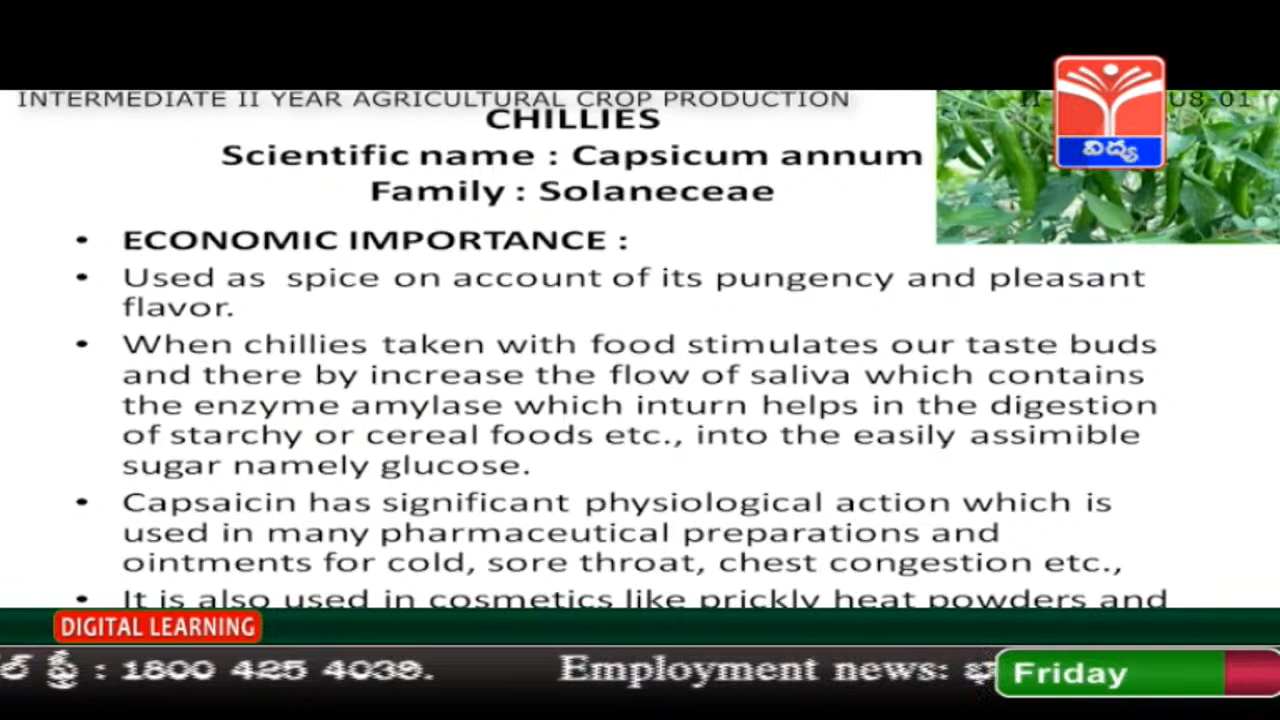 INTERMEDIATE II YEAR AGRICULTURAL CROP PRODUCTION
U8-01
విద్య
CHILLIES
Scientific name : Capsicum annum
Family : Solaneceae
• ECONOMIC IMPORTANCE :
• Used as spice on account of its pungency and pleasant
flavor.
• When chillies taken with food stimulates our taste buds
and there by increase the flow of saliva which contains
the enzyme amylase which inturn helps in the digestion
of starchy or cereal foods etc., into the easily assimible
sugar namely glucose.
• Capsaicin has significant physiological action which is
used in many pharmaceutical preparations and
ointments for cold, sore throat, chest congestion etc.,
• It is also used in cosmetics like prickly heat powders and
DIGITAL LEARNING
ఫ్రీ : 1800 425 4039. Employment news:
Friday